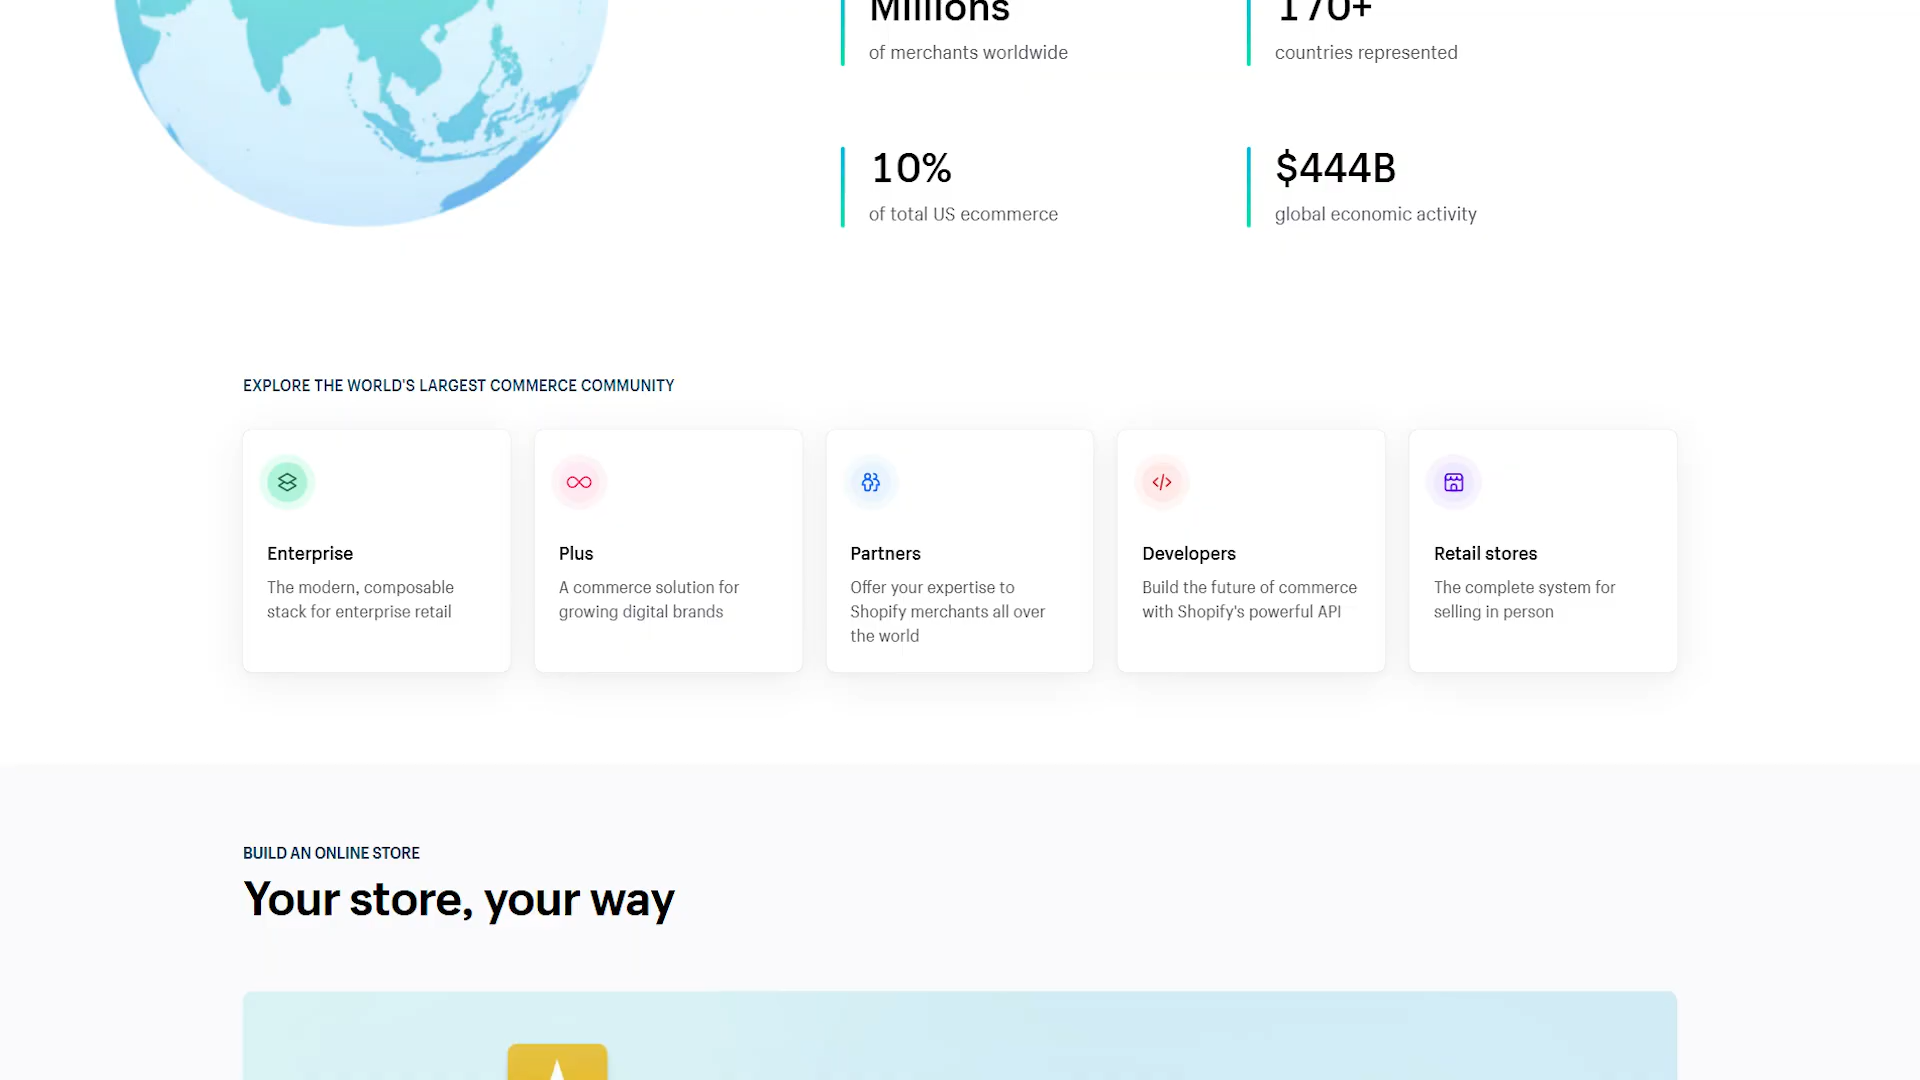 Millions
of merchants worldwide
170+
countries represented
10%
of total US ecommerce
$444B
global economic activity
EXPLORE THE WORLD'S LARGEST COMMERCE COMMUNITY
Enterprise
The modern, composable
stack for enterprise retail
Plus
A commerce solution for
growing digital brands
Partners
Offer your expertise to
Shopify merchants all over
the world
Developers
Build the future of commerce
with Shopify's powerful API
Retail stores
The complete system for
selling in person
BUILD AN ONLINE STORE
Your store, your way